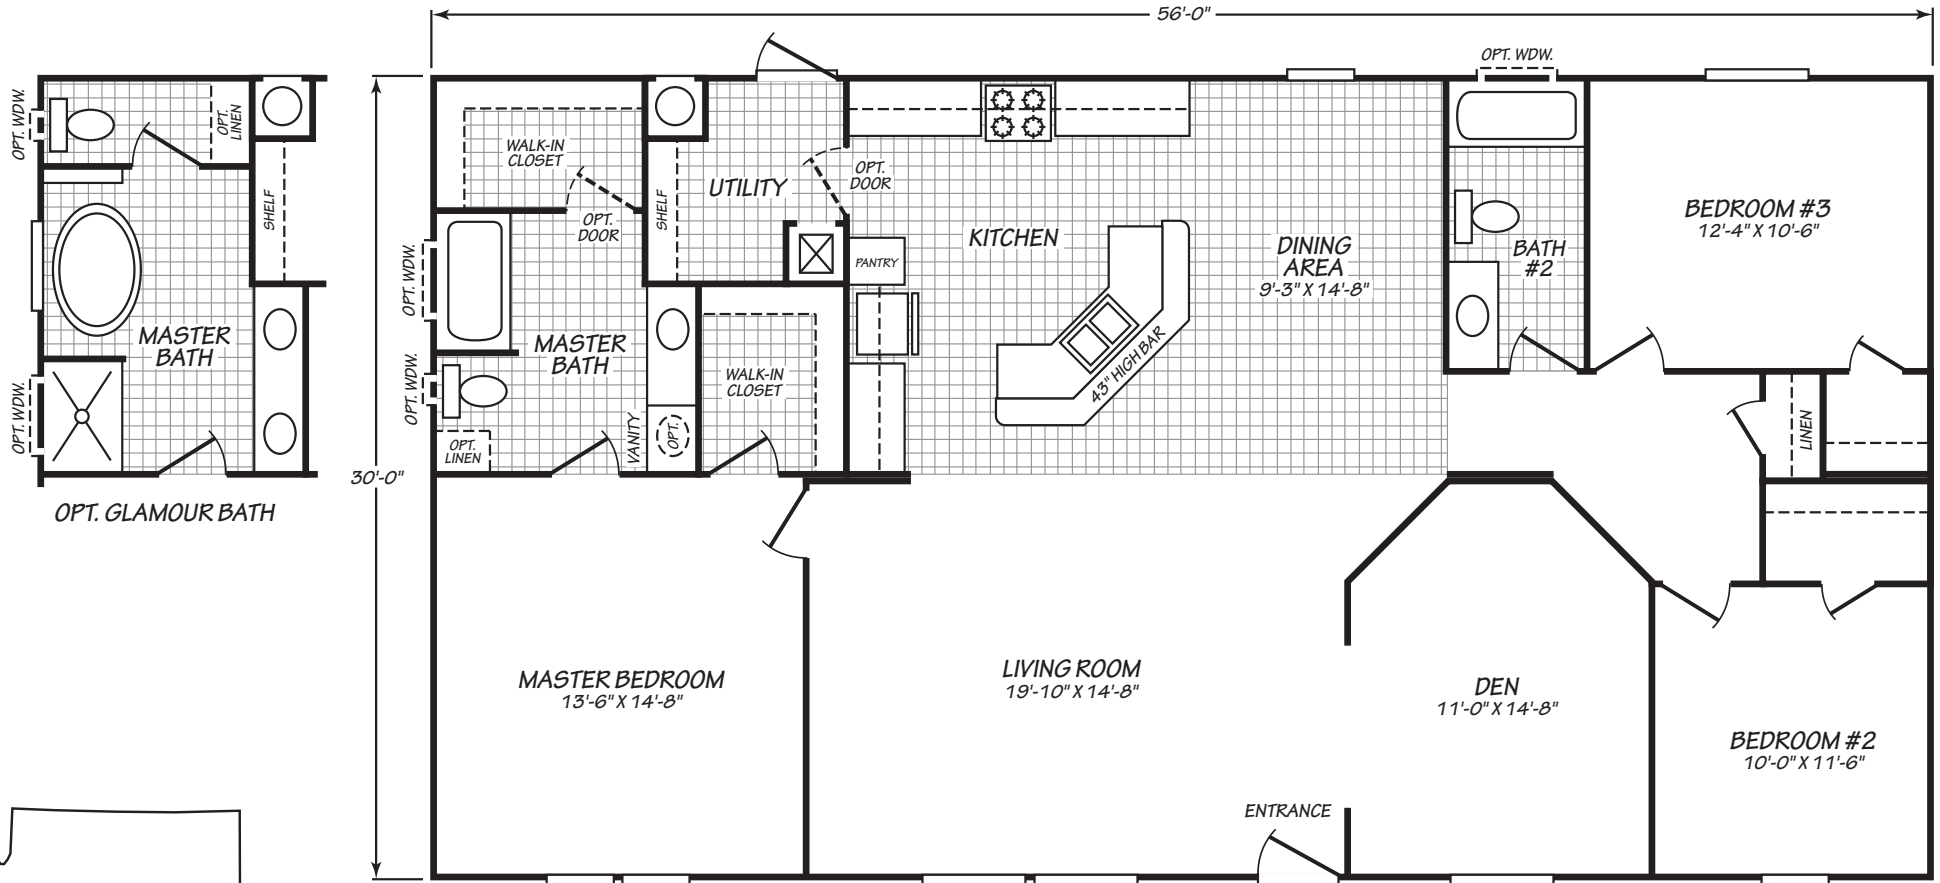 56'-0"
30'-0"
OPT. WDW.
OPT. LINEN
SHELF
MASTER
BATH
OPT. WDW.
OPT. GLAMOUR BATH
WALK-IN
CLOSET
OPT.
DOOR
SHELF
UTILITY
OPT.
DOOR
OPT. WDW.
OPT. WDW.
MASTER
BATH
OPT.
LINEN
VANITY
OPT.
WALK-IN
CLOSET
PANTRY
KITCHEN
43" HIGH BAR
DINING
AREA
9'-3" X 14'-8"
OPT. WDW.
BATH
#2
BEDROOM #3
12'-4" X 10'-6"
LINEN
MASTER BEDROOM
13'-6" X 14'-8"
LIVING ROOM
19'-10" X 14'-8"
ENTRANCE
DEN
11'-0" X 14'-8"
BEDROOM #2
10'-0" X 11'-6"